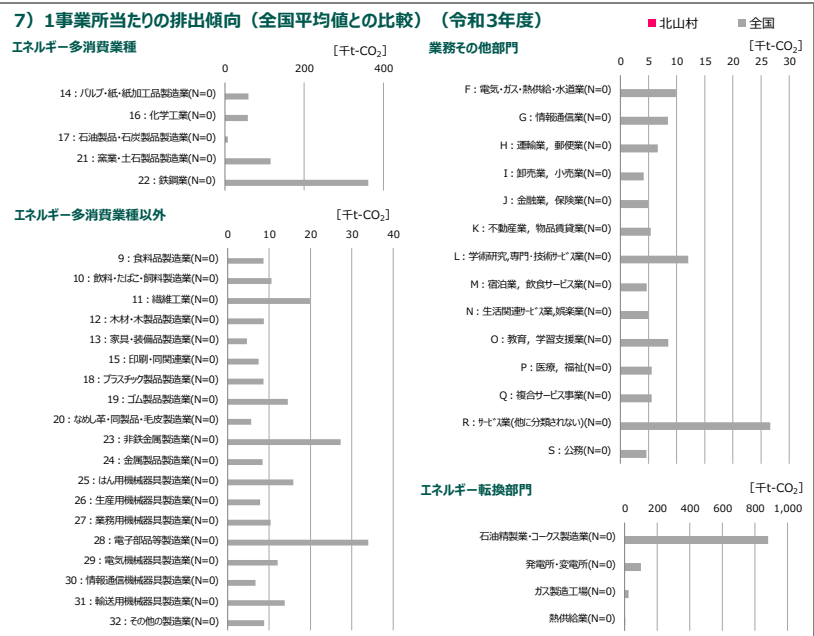 7）1事業所当たりの排出傾向（全国平均値との比較）（令和3年度）
■北山村 ■全国
エネルギー多消費業種
[千t-CO₂]
0 400
14：パルプ・紙・紙加工品製造業(N=0)
16：化学工業(N=0)
17：石油製品・石炭製品製造業(N=0)
21：窯業・土石製品製造業(N=0)
22：鉄鋼業(N=0)
エネルギー多消費業種以外
[千t-CO₂]
0 10 20 30 40
9：食料品製造業(N=0)
10：飲料・たばこ・飼料製造業(N=0)
11：繊維工業(N=0)
12：木材・木製品製造業(N=0)
13：家具・装備品製造業(N=0)
15：印刷・同関連業(N=0)
18：プラスチック製品製造業(N=0)
19：ゴム製品製造業(N=0)
20：なめし革・同製品・毛皮製造業(N=0)
23：非鉄金属製造業(N=0)
24：金属製品製造業(N=0)
25：はん用機械器具製造業(N=0)
26：生産用機械器具製造業(N=0)
27：業務用機械器具製造業(N=0)
28：電子部品等製造業(N=0)
29：電気機械器具製造業(N=0)
30：情報通信機械器具製造業(N=0)
31：輸送用機械器具製造業(N=0)
32：その他の製造業(N=0)
業務その他部門
[千t-CO₂]
0 5 10 15 20 25 30
F：電気・ガス・熱供給・水道業(N=0)
G：情報通信業(N=0)
H：運輸業，郵便業(N=0)
I：卸売業，小売業(N=0)
J：金融業，保険業(N=0)
K：不動産業，物品賃貸業(N=0)
L：学術研究,専門・技術ｻｰﾋﾞｽ業(N=0)
M：宿泊業，飲食サービス業(N=0)
N：生活関連ｻｰﾋﾞｽ業,娯楽業(N=0)
O：教育，学習支援業(N=0)
P：医療，福祉(N=0)
Q：複合サービス事業(N=0)
R：ｻｰﾋﾞｽ業(他に分類されない)(N=0)
S：公務(N=0)
エネルギー転換部門
[千t-CO₂]
0 200 400 600 800 1,000
石油精製業・コークス製造業(N=0)
発電所・変電所(N=0)
ガス製造工場(N=0)
熱供給業(N=0)